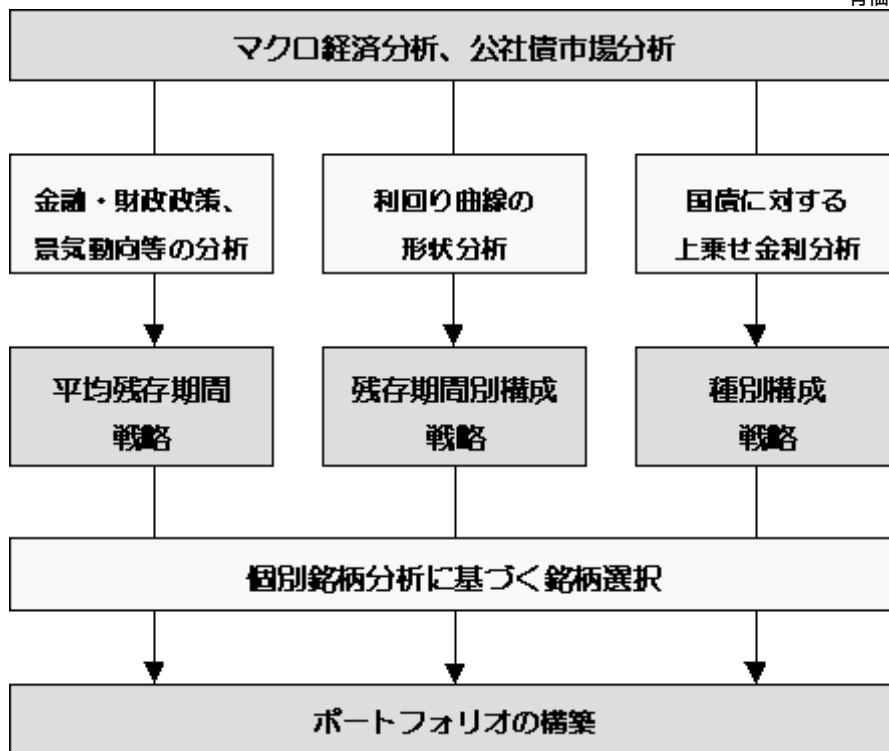 マクロ経済分析、公社債市場分析
金融・財政政策、
景気動向等の分析
利回り曲線の
形状分析
国債に対する
上乗せ金利分析
平均残存期間
戦略
残存期間別構成
戦略
種別構成
戦略
個別銘柄分析に基づく銘柄選択
ポートフォリオの構築